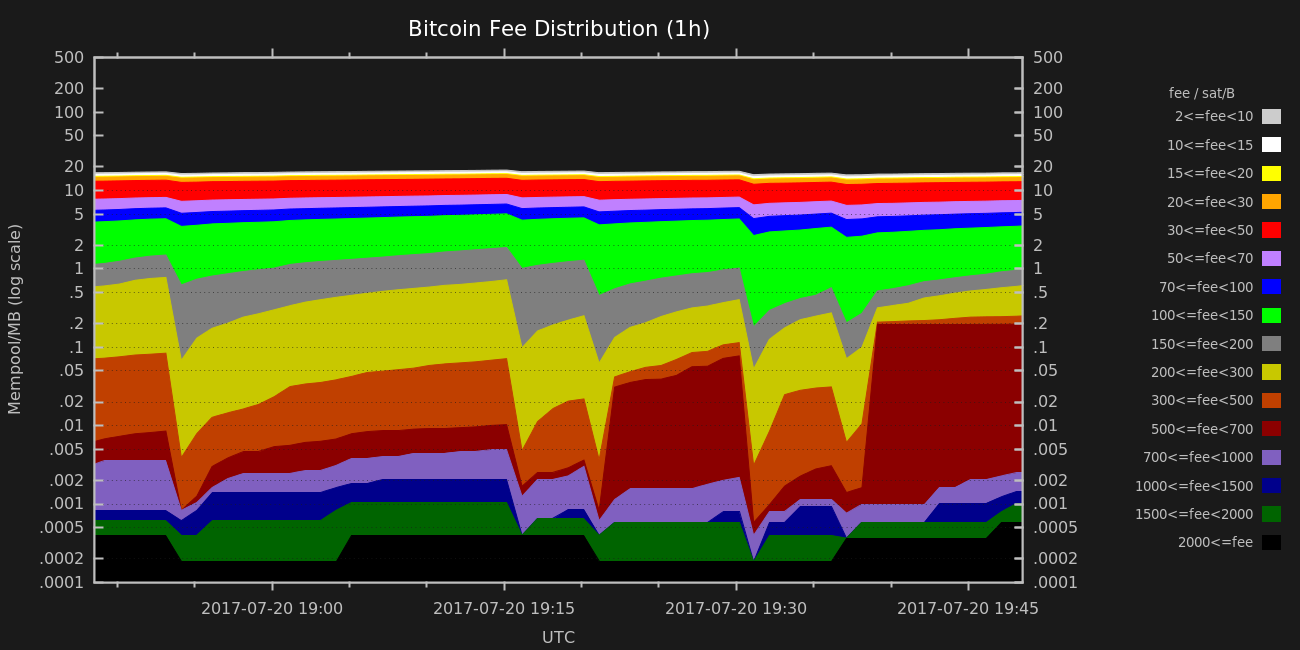 Bitcoin Fee Distribution (1h)
500
200
100
50
20
10
5
2
1
.5
.2
.1
.05
.02
.01
.005
.002
.001
.0005
.0002
.0001
Mempool/MB (log scale)
500
200
100
50
20
10
5
2
1
.5
.2
.1
.05
.02
.01
.005
.002
.001
.0005
.0002
.0001
2017-07-20 19:00 2017-07-20 19:15 2017-07-20 19:30 2017-07-20 19:45
UTC
fee / sat/B
2<=fee<10
10<=fee<15
15<=fee<20
20<=fee<30
30<=fee<50
50<=fee<70
70<=fee<100
100<=fee<150
150<=fee<200
200<=fee<300
300<=fee<500
500<=fee<700
700<=fee<1000
1000<=fee<1500
1500<=fee<2000
2000<=fee